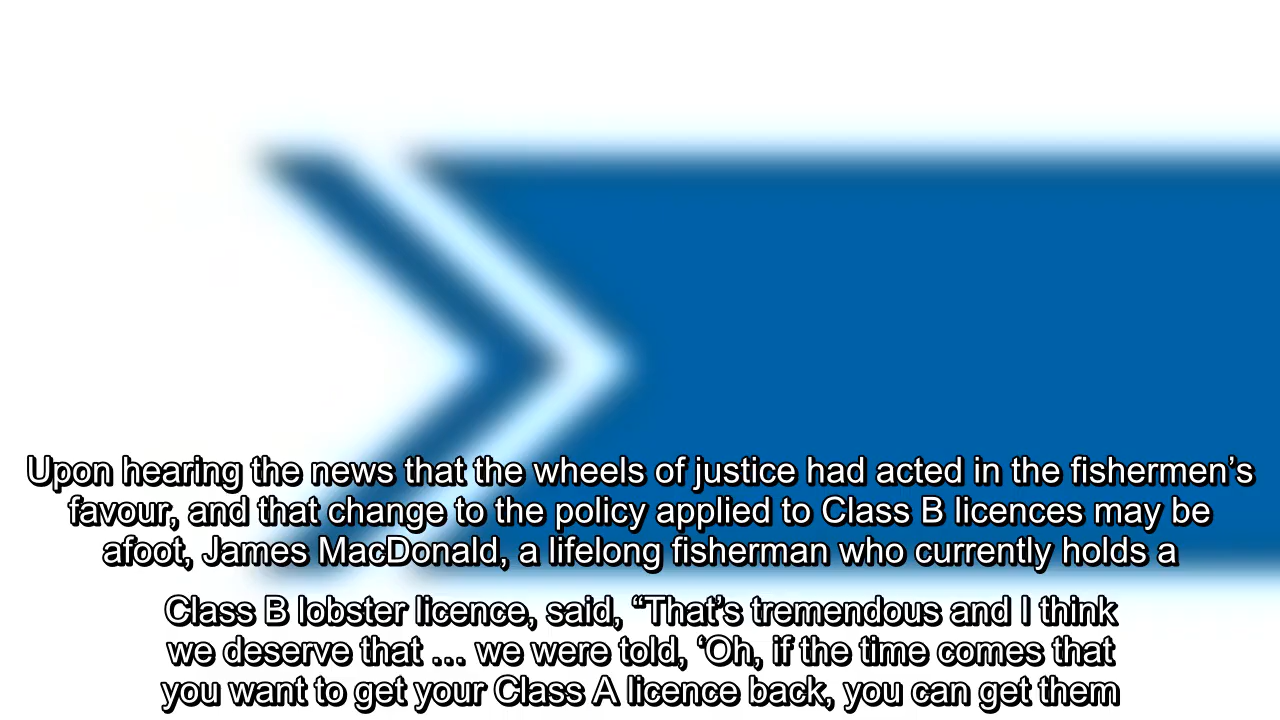 Upon hearing the news that the wheels of justice had acted in the fishermen’s
favour, and that change to the policy applied to Class B licences may be
afoot, James MacDonald, a lifelong fisherman who currently holds a
Class B lobster licence, said, “That’s tremendous and I think
we deserve that … we were told, ‘Oh, if the time comes that
you want to get your Class A licence back, you can get them